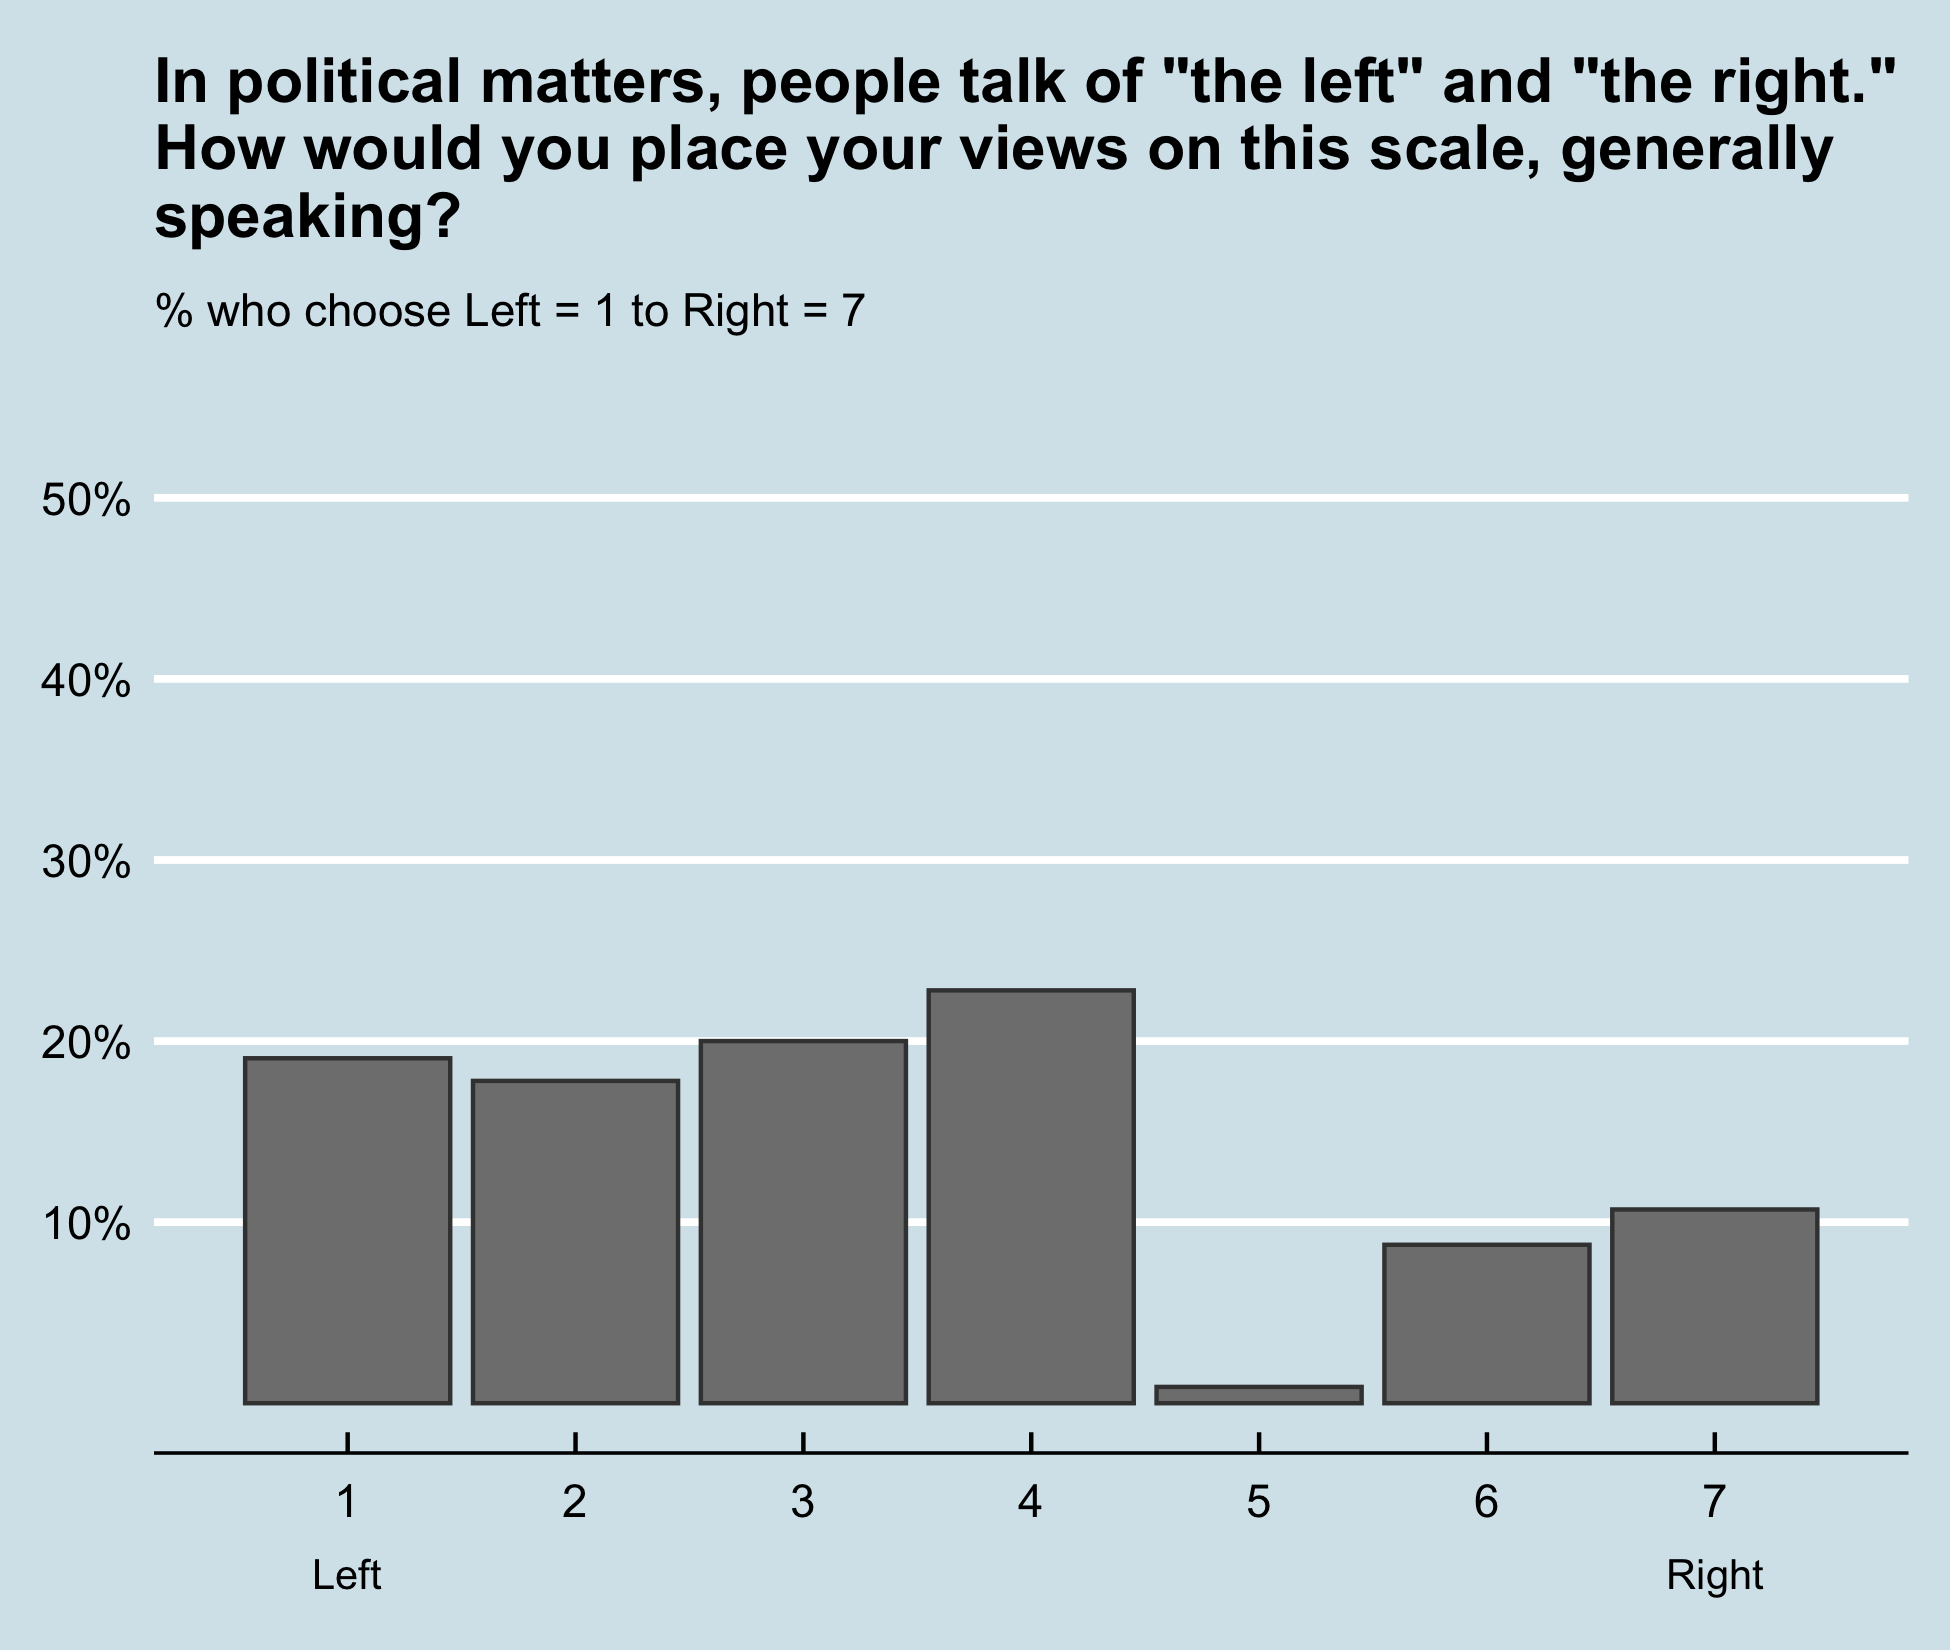 In political matters, people talk of "the left" and "the right."
How would you place your views on this scale, generally
speaking?
% who choose Left = 1 to Right = 7
50%
40%
30%
20%
10%
1 2 3 4 5 6 7
Left Right